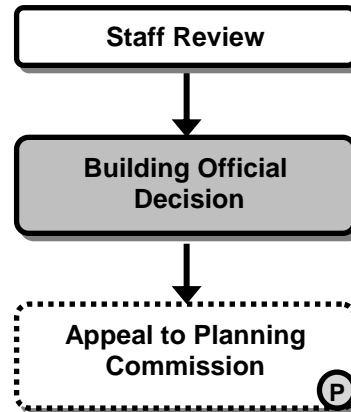 Staff Review
Building Official
Decision
Appeal to Planning
Commission
P